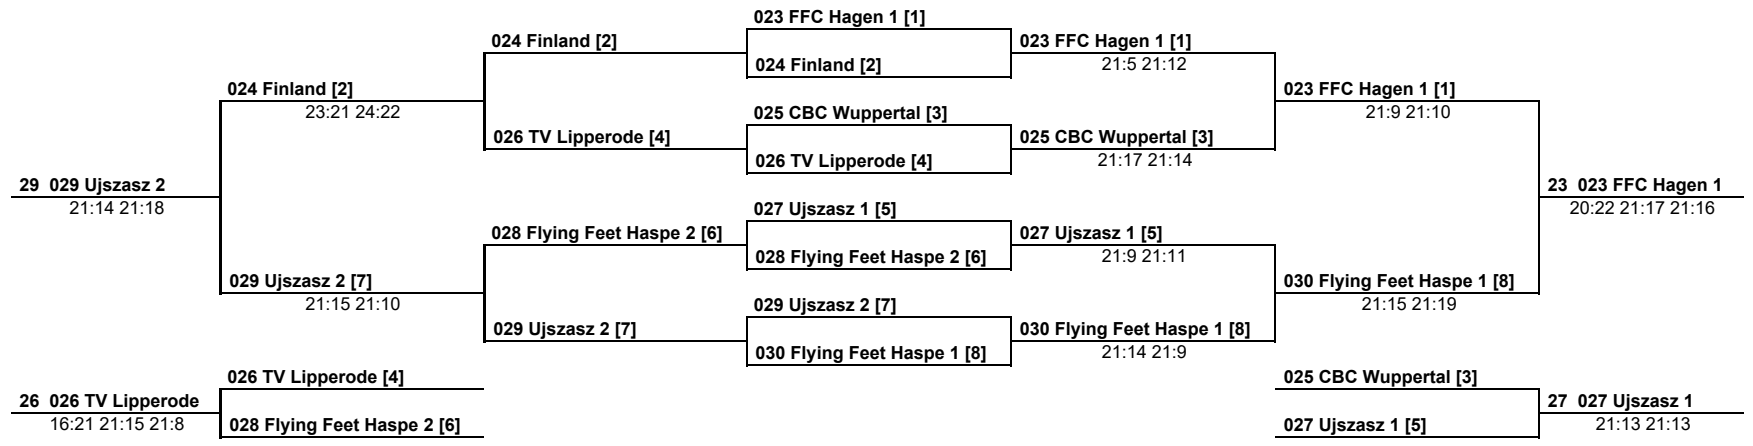 023 FFC Hagen 1 [1]
024 Finland [2]
023 FFC Hagen 1 [1]
024 Finland [2]
21:5 21:12
024 Finland [2]
023 FFC Hagen 1 [1]
23:21 24:22
21:9 21:10
025 CBC Wuppertal [3]
026 TV Lipperode [4]
025 CBC Wuppertal [3]
026 TV Lipperode [4]
21:17 21:14
29 029 Ujszasz 2
23 023 FFC Hagen 1
21:14 21:18
20:22 21:17 21:16
027 Ujszasz 1 [5]
028 Flying Feet Haspe 2 [6]
027 Ujszasz 1 [5]
028 Flying Feet Haspe 2 [6]
21:9 21:11
029 Ujszasz 2 [7]
030 Flying Feet Haspe 1 [8]
21:15 21:10
21:15 21:19
029 Ujszasz 2 [7]
029 Ujszasz 2 [7]
030 Flying Feet Haspe 1 [8]
030 Flying Feet Haspe 1 [8]
21:14 21:9
026 TV Lipperode [4]
025 CBC Wuppertal [3]
26 026 TV Lipperode
27 027 Ujszasz 1
16:21 21:15 21:8
028 Flying Feet Haspe 2 [6]
027 Ujszasz 1 [5]
21:13 21:13